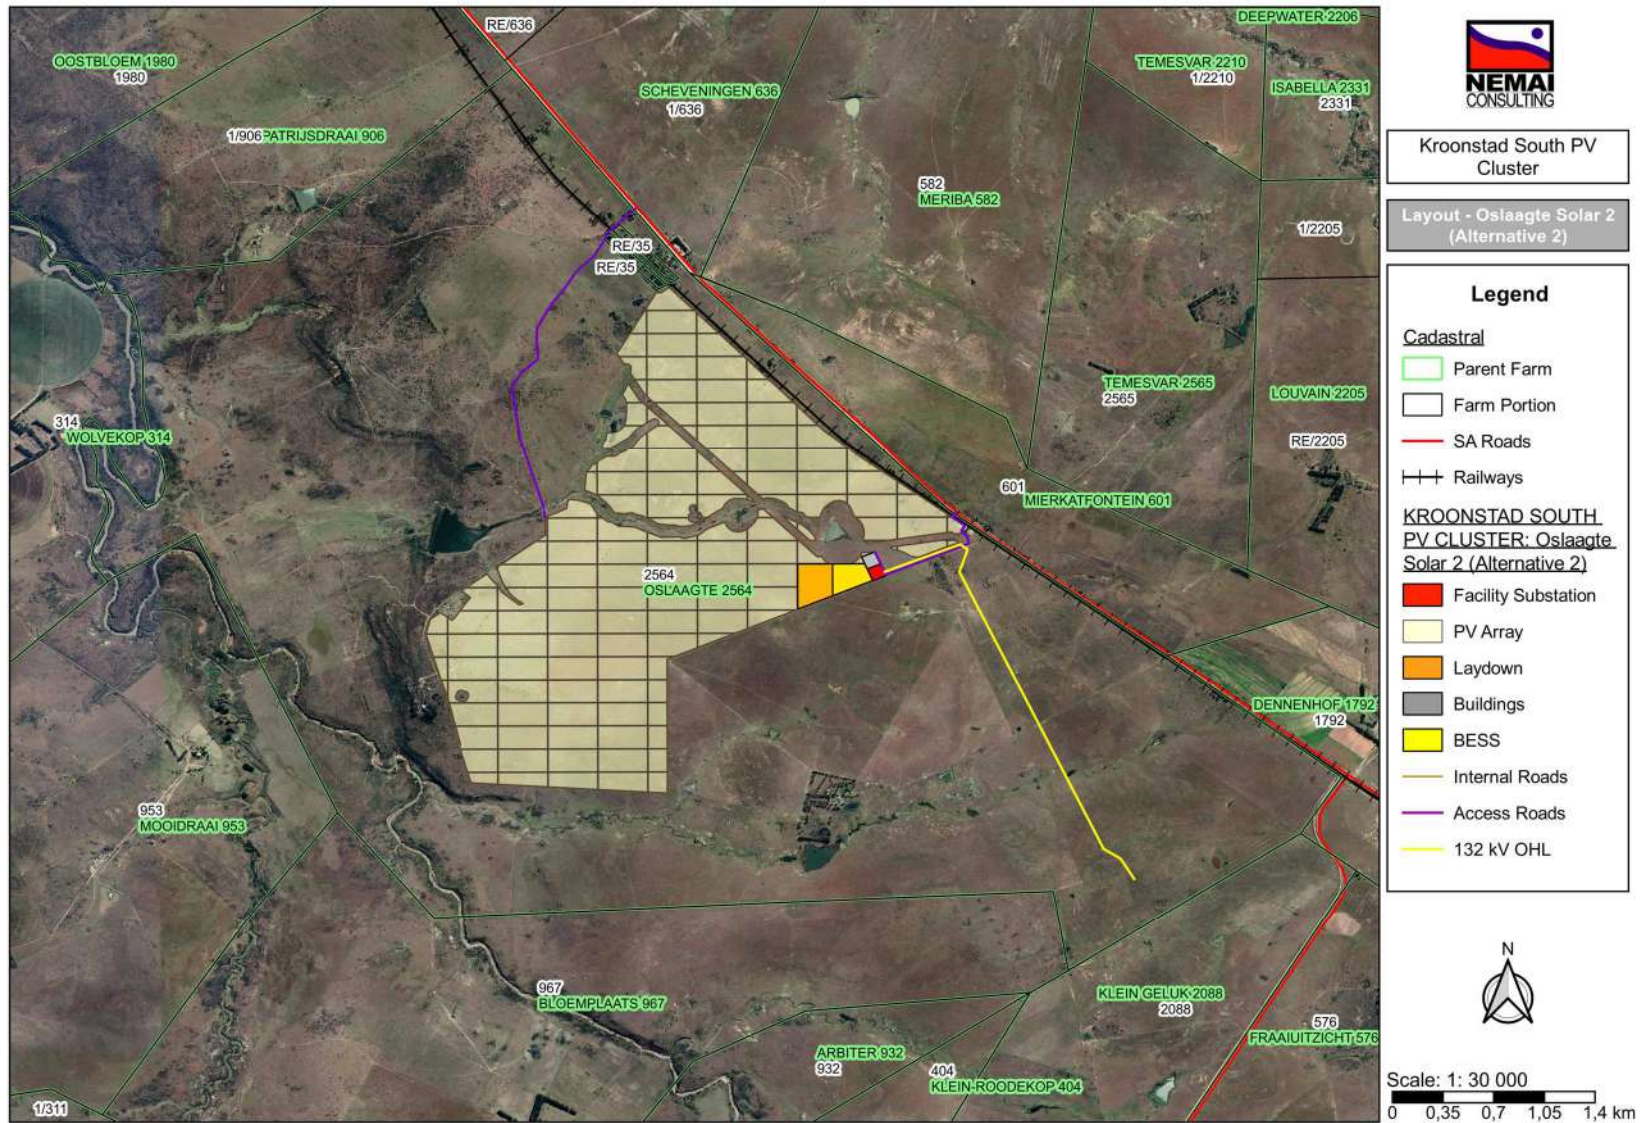 RE/636
DEEPWATER 2206
OOSTBLOEM 1980
1980
TEMESVAR 2210
1/2210
SCHEVENINGEN 636
1/636
ISABELLA 2331
2331
1/906 PATRIJSDRAAI 906
582
MERIBA 582
1/2205
RE/35
RE/35
TEMESVAR 2565
2565
LOUVAIN 2205
314
WOLVEKOP 314
RE/2205
601
MIERKATFONTEIN 601
2564
OSLAAGTE 2564
DENNENHOF 1792
1792
953
MOOIDRAAI 953
967
BLOEMPLAATS 967
KLEIN GELUK 2088
2088
576
FRAAIUITZICHT 576
ARBITER 932
932
404
KLEIN-ROODEKOP 404
1/311
NEMAI
CONSULTING
Kroonstad South PV
Cluster
Layout - Oslaagte Solar 2
(Alternative 2)
Legend
Cadastral
Parent Farm
Farm Portion
SA Roads
Railways
KROONSTAD SOUTH
PV CLUSTER: Oslaagte
Solar 2 (Alternative 2)
Facility Substation
PV Array
Laydown
Buildings
BESS
Internal Roads
Access Roads
132 kV OHL
N
Scale: 1: 30 000
0 0,35 0,7 1,05 1,4 km